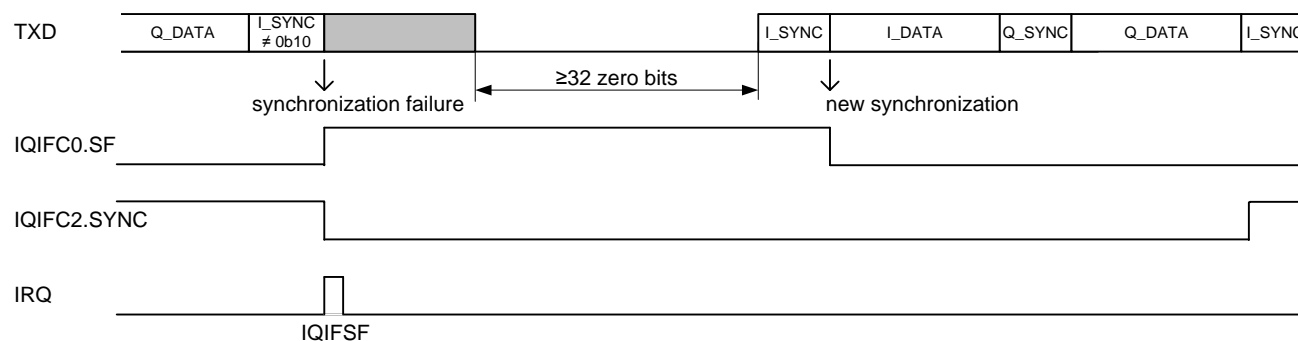 TXD
Q_DATA
I_SYNC
≠ 0b10
I_SYNC
I_DATA
Q_SYNC
Q_DATA
I_SYNC
≥32 zero bits
synchronization failure
new synchronization
IQIFC0.SF
IQIFC2.SYNC
IRQ
IQIFSF